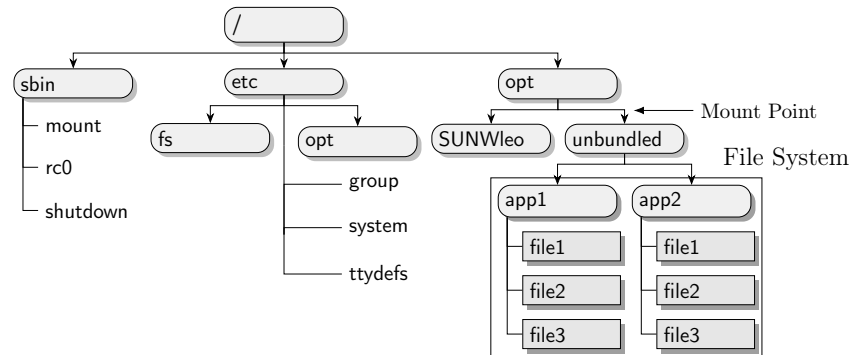 /
sbin
etc
opt
mount
rc0
shutdown
fs
opt
group
system
ttydefs
SUNWleo
unbundled
Mount Point
File System
app1
file1
file2
file3
app2
file1
file2
file3